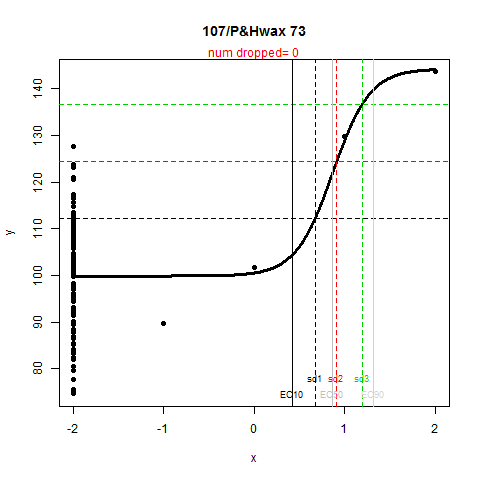 107/P&Hwax 73
num dropped= 0
y
140
130
120
110
100
90
80
sq1
sq2
sq3
EC10
EC50
EC90
-2
-1
0
1
2
x